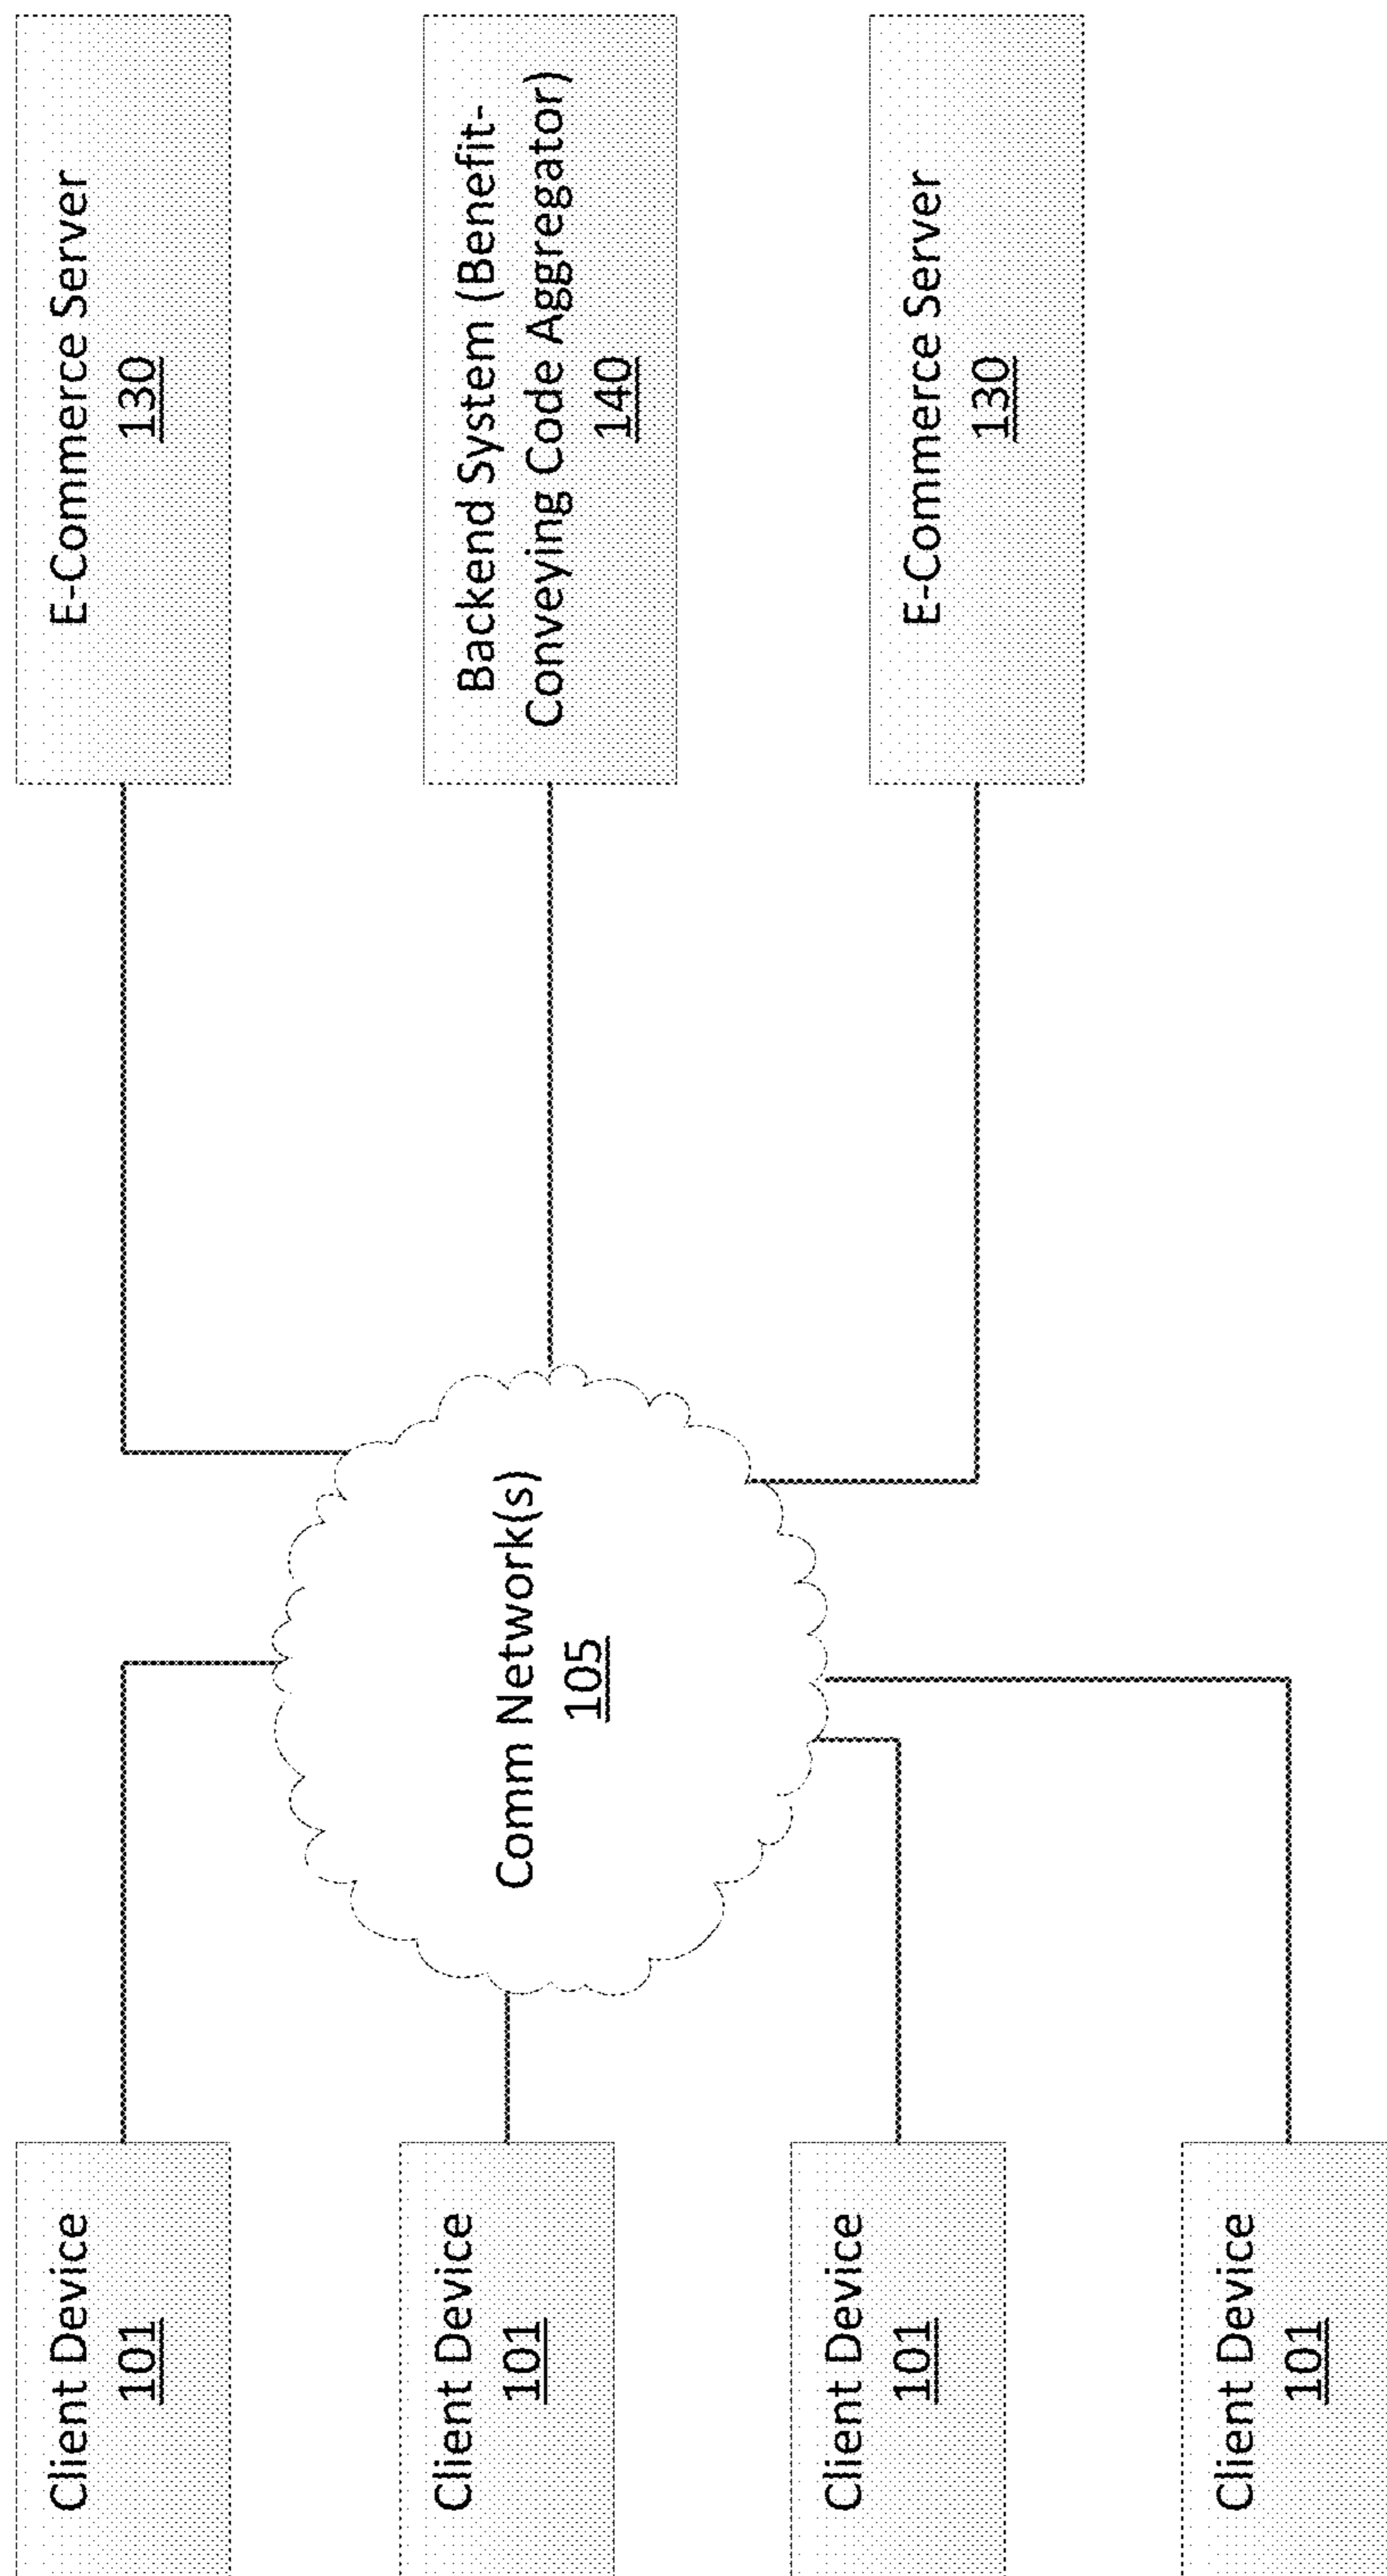 Client Device
101
Client Device
101
Client Device
101
Client Device
101
Comm Network(s)
105
E-Commerce Server
130
Backend System (Benefit-
Conveying Code Aggregator)
140
E-Commerce Server
130